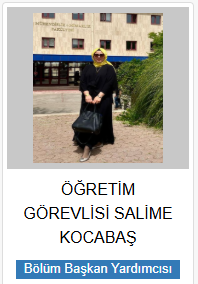 ÖĞRETİM
GÖREVLİSİ SALİME
KOCABAŞ
Bölüm Başkan Yardımcısı